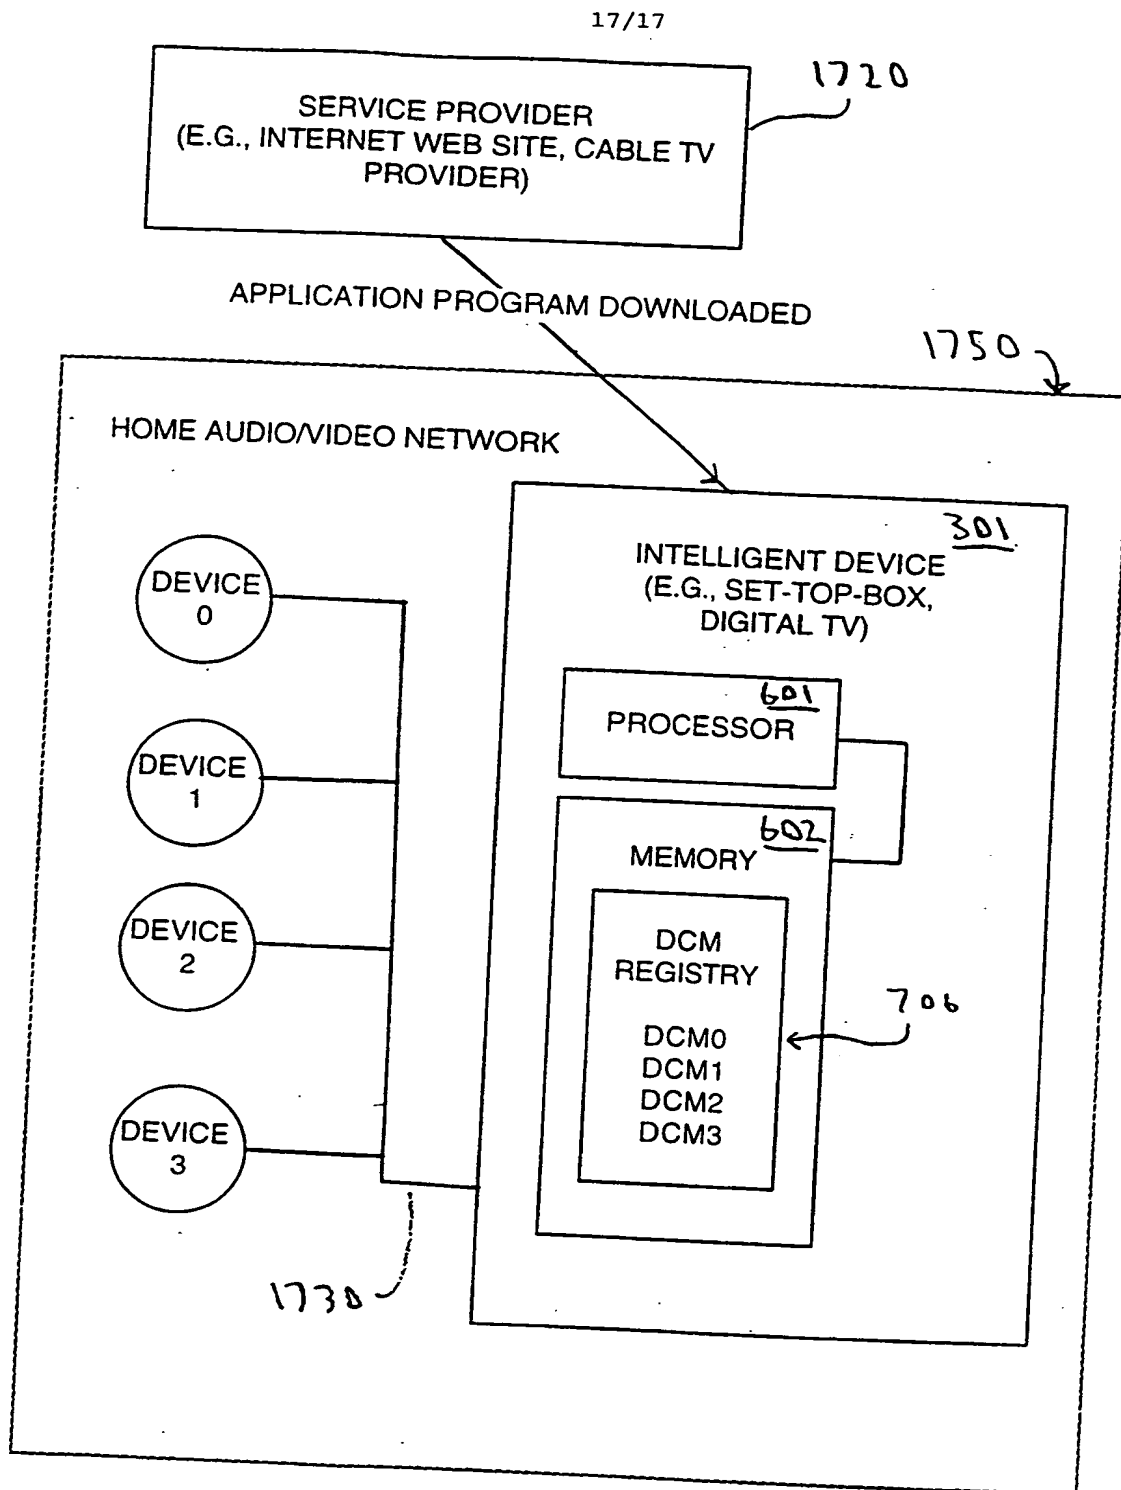 17/17
1720
SERVICE PROVIDER
(E.G., INTERNET WEB SITE, CABLE TV
PROVIDER)
APPLICATION PROGRAM DOWNLOADED
1750
HOME AUDIO/VIDEO NETWORK
301
INTELLIGENT DEVICE
(E.G., SET-TOP-BOX,
DIGITAL TV)
DEVICE
0
DEVICE
1
DEVICE
2
DEVICE
3
601
PROCESSOR
602
MEMORY
DCM
REGISTRY
DCM0
DCM1
DCM2
DCM3
706
1730